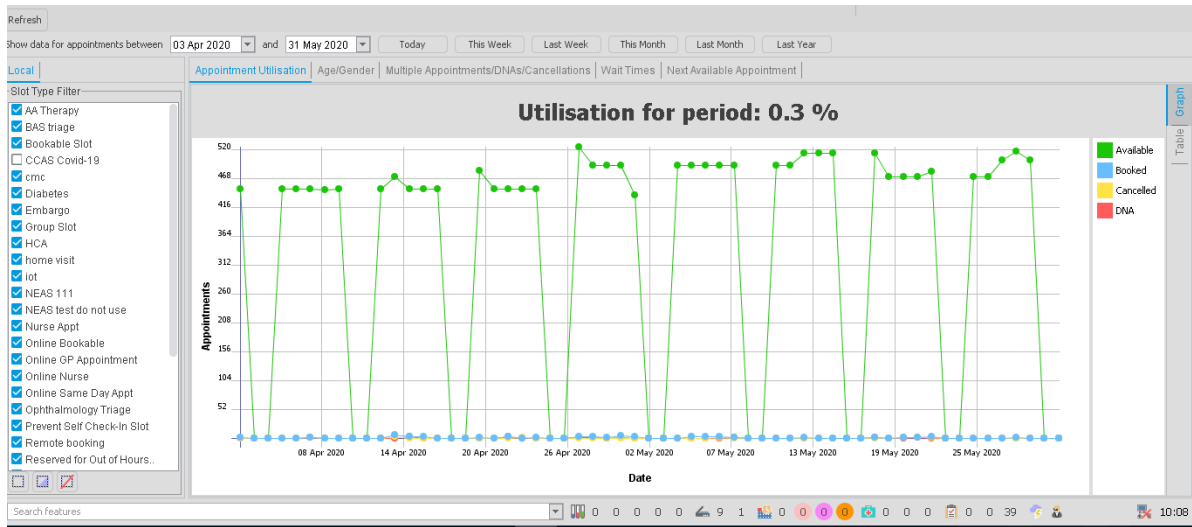 Refresh
Show data for appointments between 03 Apr 2020 and 31 May 2020 Today This Week Last Week This Month Last Month Last Year
Local
Appointment Utilisation Age/Gender Multiple Appointments/DNAs/Cancellations Wait Times Next Available Appointment
Slot Type Filter
AA Therapy
BAS triage
Bookable Slot
CCAS Covid-19
cmc
Diabetes
Embargo
Group Slot
HCA
home visit
iot
NEAS 111
NEAS test do not use
Nurse Appt
Online Bookable
Online GP Appointment
Online Nurse
Online Same Day Appt
Ophthalmology Triage
Prevent Self Check-In Slot
Remote booking
Reserved for Out of Hours..
Utilisation for period: 0.3 %
520
468
416
364
312
260
208
156
104
52
Appointments
08 Apr 2020 14 Apr 2020 20 Apr 2020 26 Apr 2020 02 May 2020 07 May 2020 13 May 2020 19 May 2020 25 May 2020
Date
Available
Booked
Cancelled
DNA
Graph
Table
Search features 0 0 0 0 0 9 1 0 0 0 0 0 0 0 0 0 39 10:08